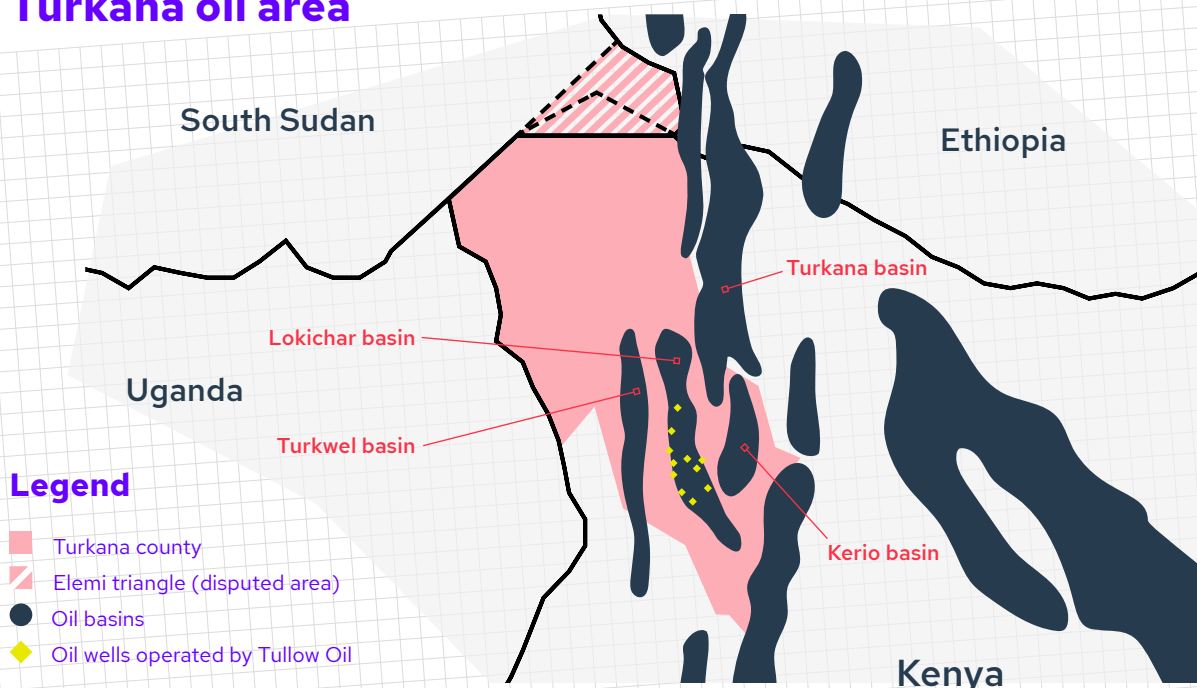 Turkana oil area
South Sudan
Ethiopia
Turkana basin
Lokichar basin
Uganda
Turkwel basin
Legend
Turkana county
Kerio basin
Elemi triangle (disputed area)
Oil basins
Oil wells operated by Tullow Oil
Kenya